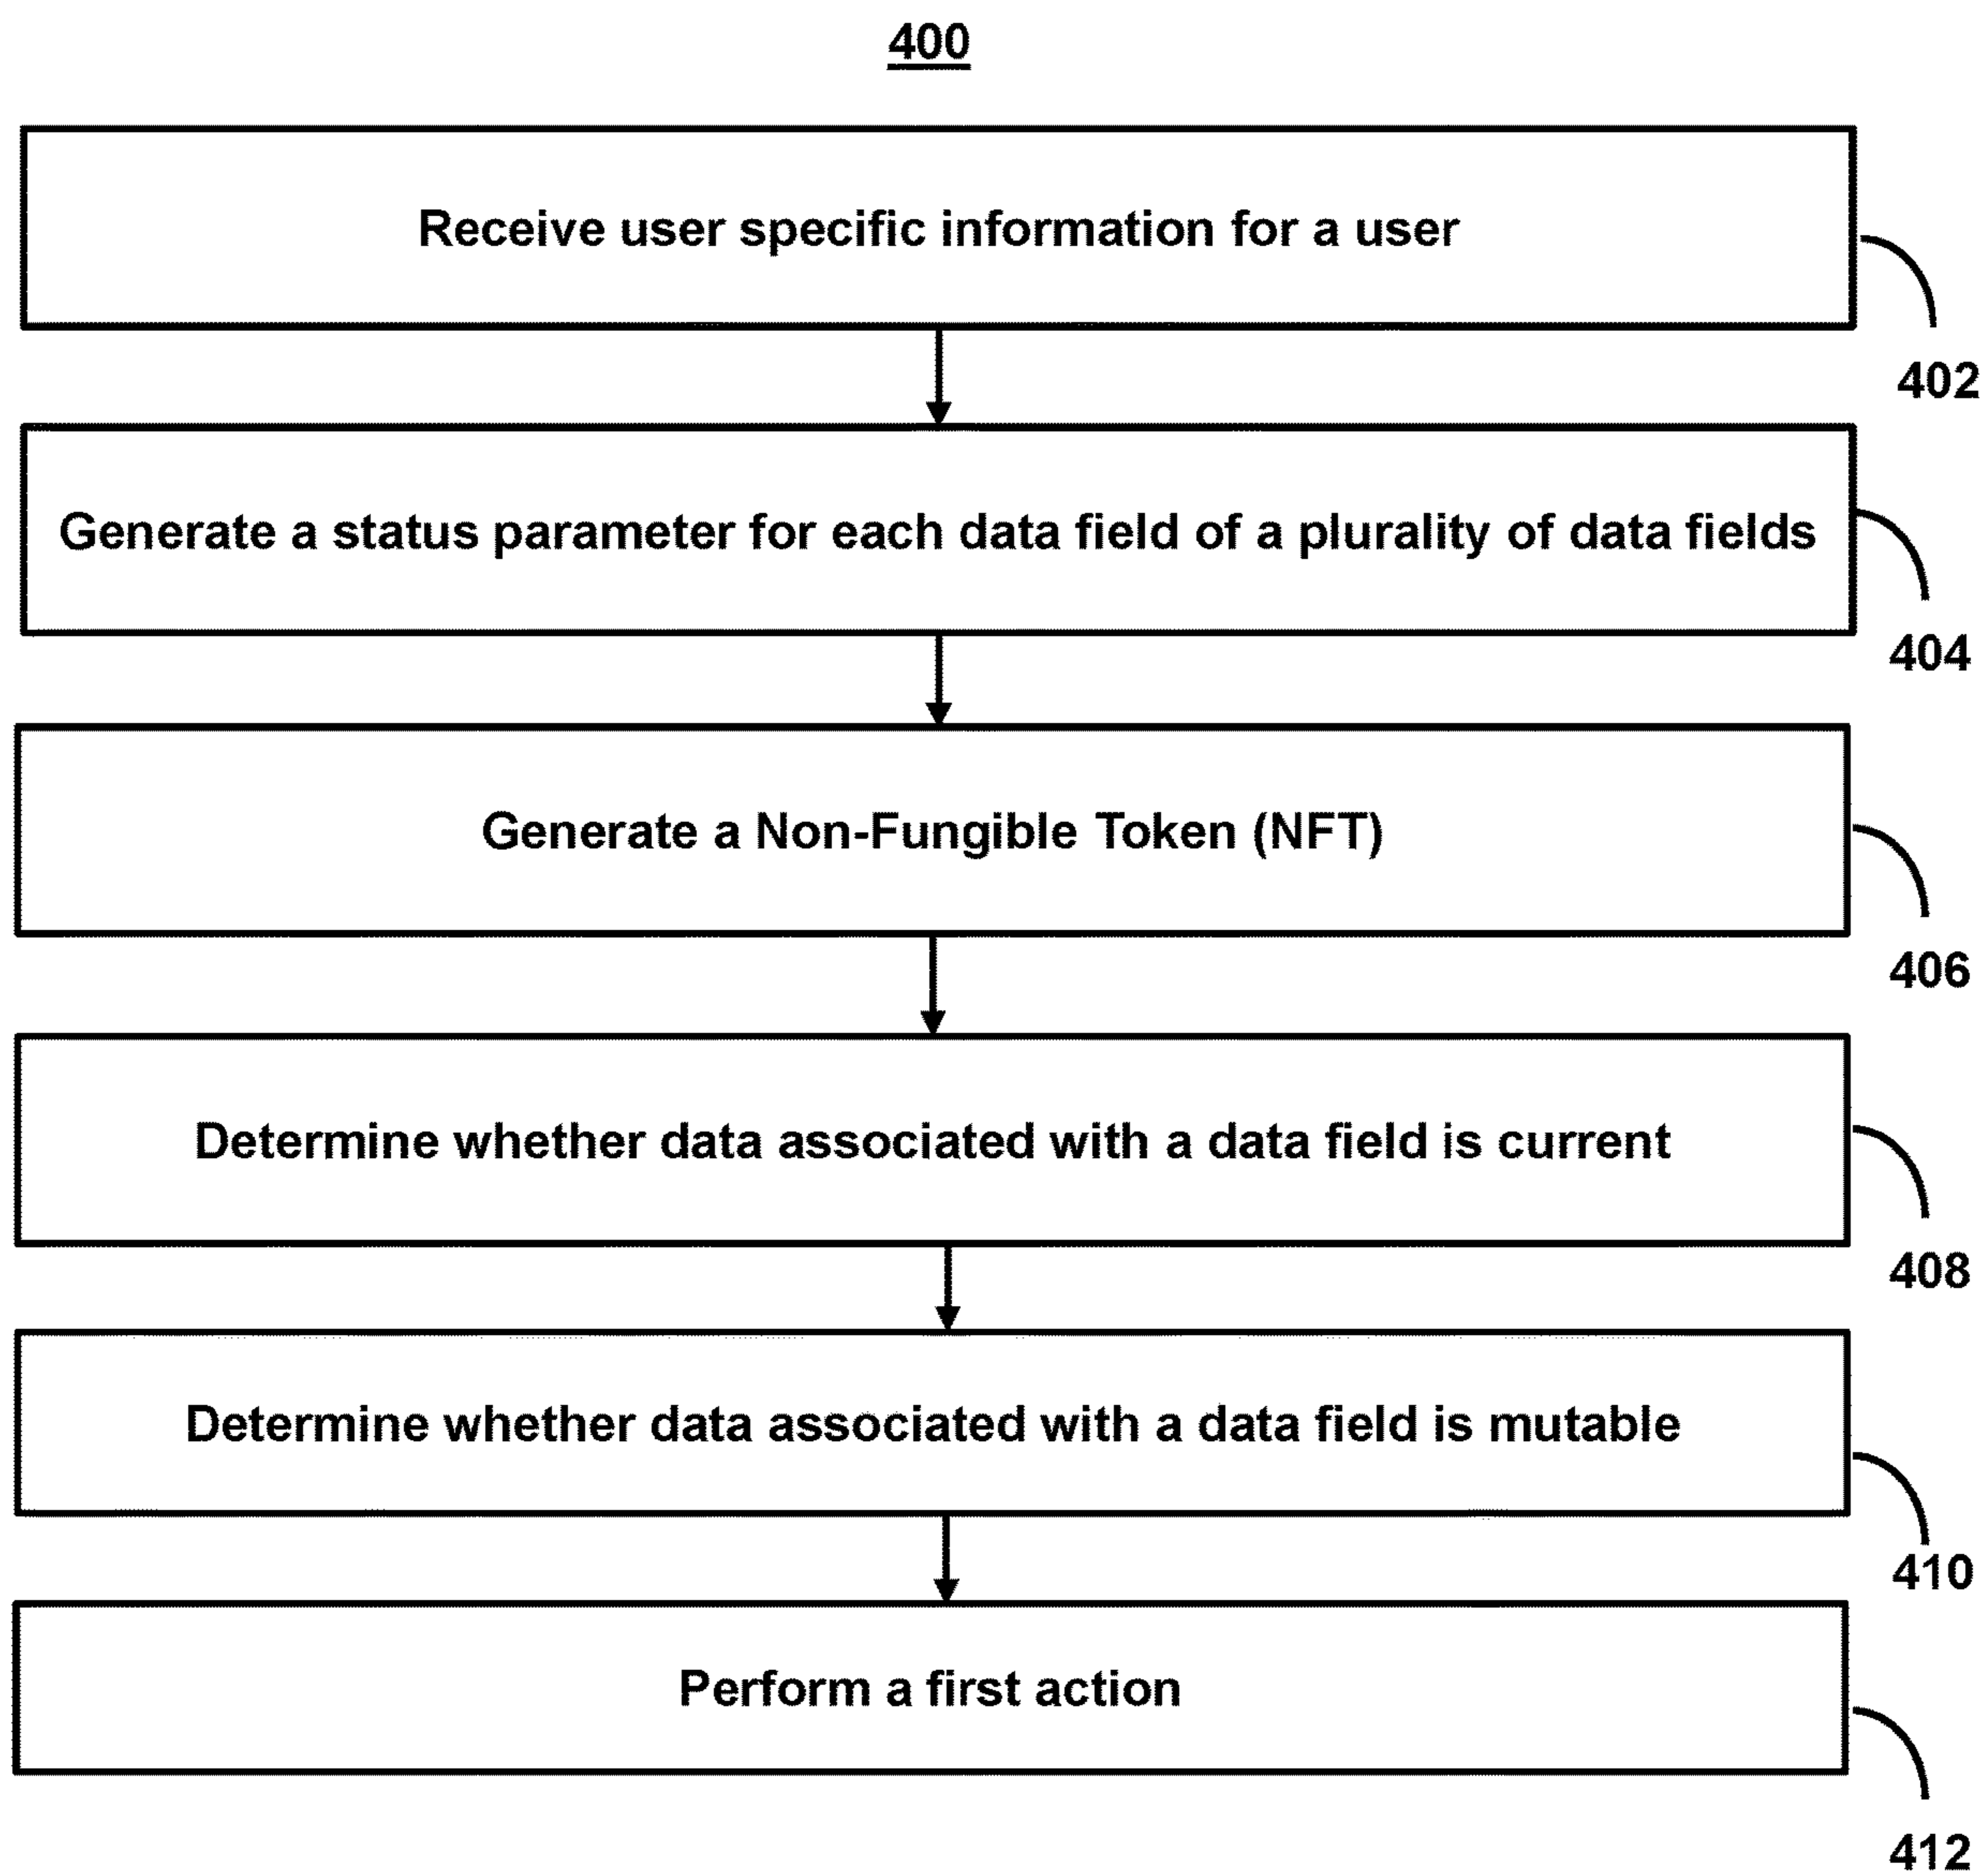 400
Receive user specific information for a user
402
Generate a status parameter for each data field of a plurality of data fields
404
Generate a Non-Fungible Token (NFT)
406
Determine whether data associated with a data field is current
408
Determine whether data associated with a data field is mutable
410
Perform a first action
412